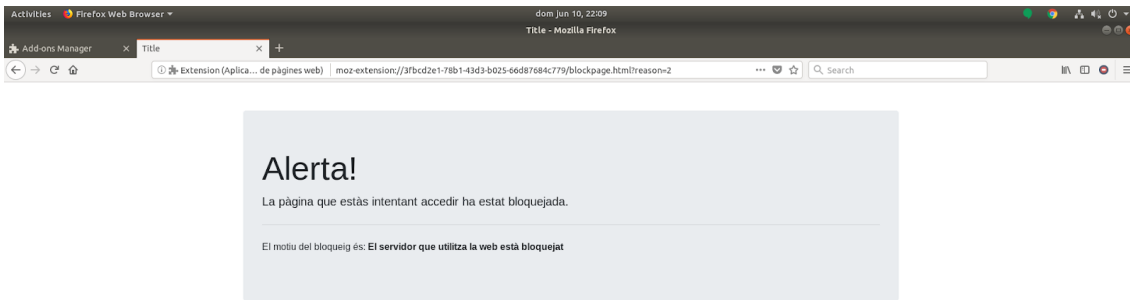 Activities Firefox Web Browser dom jun 10, 22:09
Title - Mozilla Firefox
Add-ons Manager Title
Extension (Aplica... de pàgines web) moz-extension://3fbcd2e1-78b1-43d3-b025-66d87684c779/blockpage.html?reason=2 Search
Alerta!
La pàgina que estàs intentant accedir ha estat bloquejada.
El motiu del bloqueig és: El servidor que utilitza la web està bloquejat